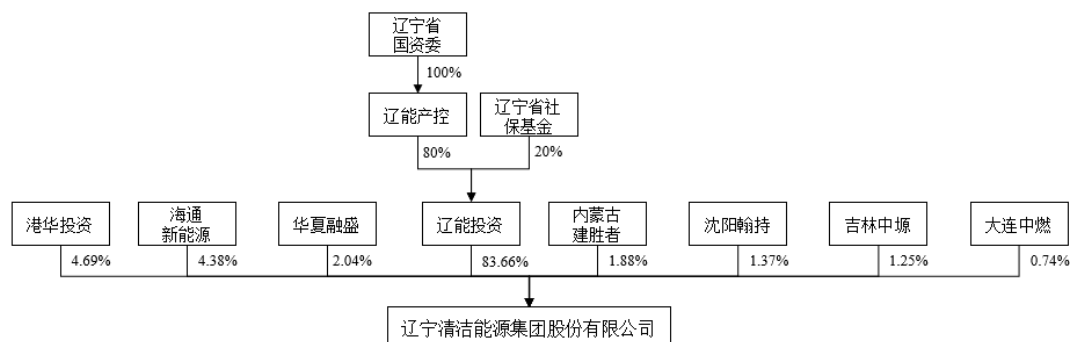 辽宁省
国资委
100%
辽能产控
辽宁省社
保基金
80%
20%
港华投资
海通
新能源
华夏融盛
辽能投资
内蒙古
建胜者
沈阳翰持
吉林中塬
大连中燃
4.69%
4.38%
2.04%
83.66%
1.88%
1.37%
1.25%
0.74%
辽宁清洁能源集团股份有限公司